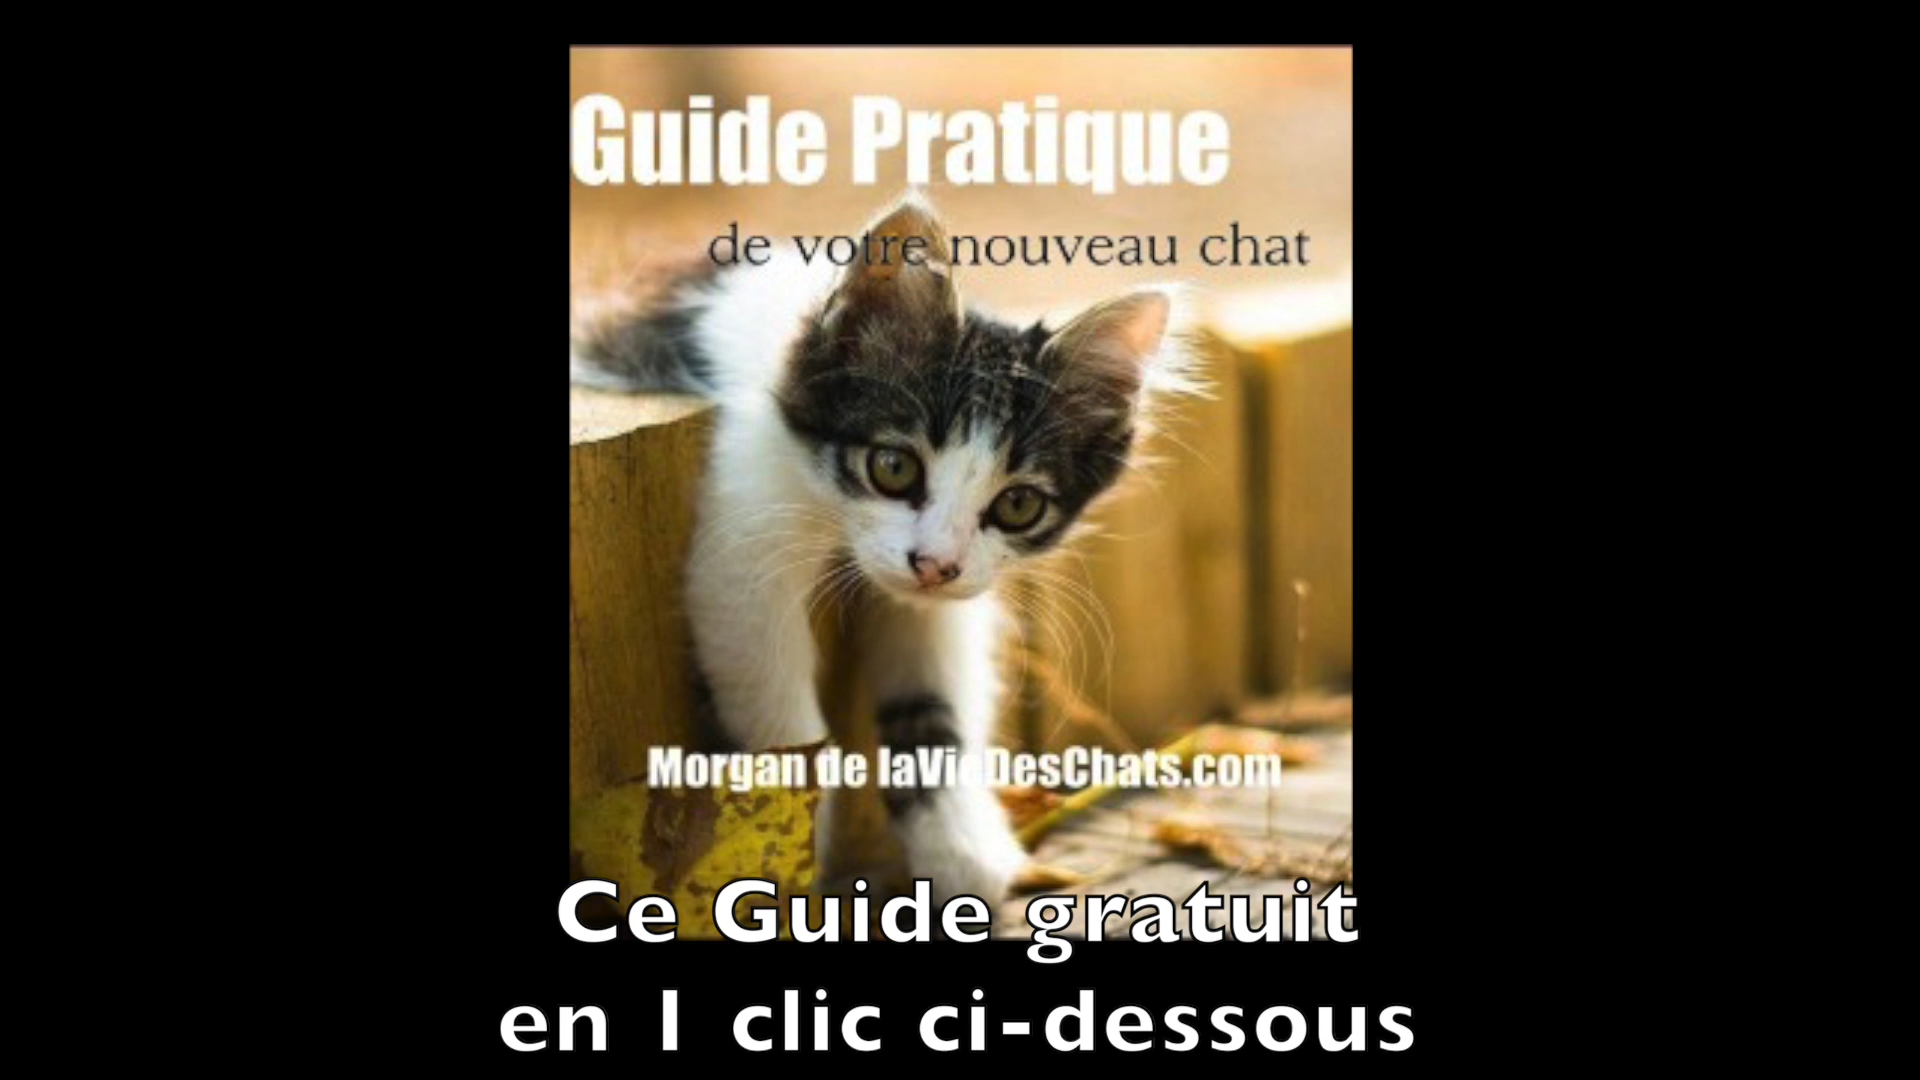 Guide Pratique
de votre nouveau chat
Morgan de laVieDesChats.com
Ce Guide gratuit
en 1 clic ci-dessous